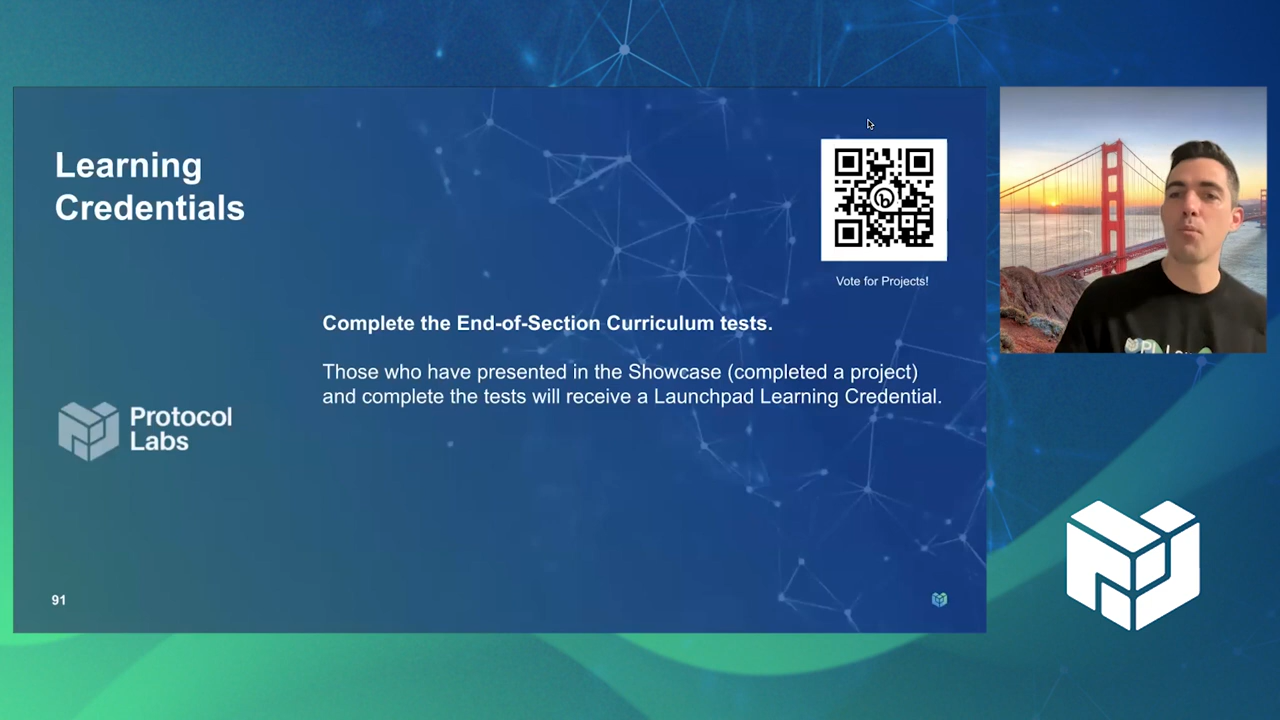 Learning
Credentials
Vote for Projects!
Complete the End-of-Section Curriculum tests.
Those who have presented in the Showcase (completed a project)
and complete the tests will receive a Launchpad Learning Credential.
Protocol
Labs
91